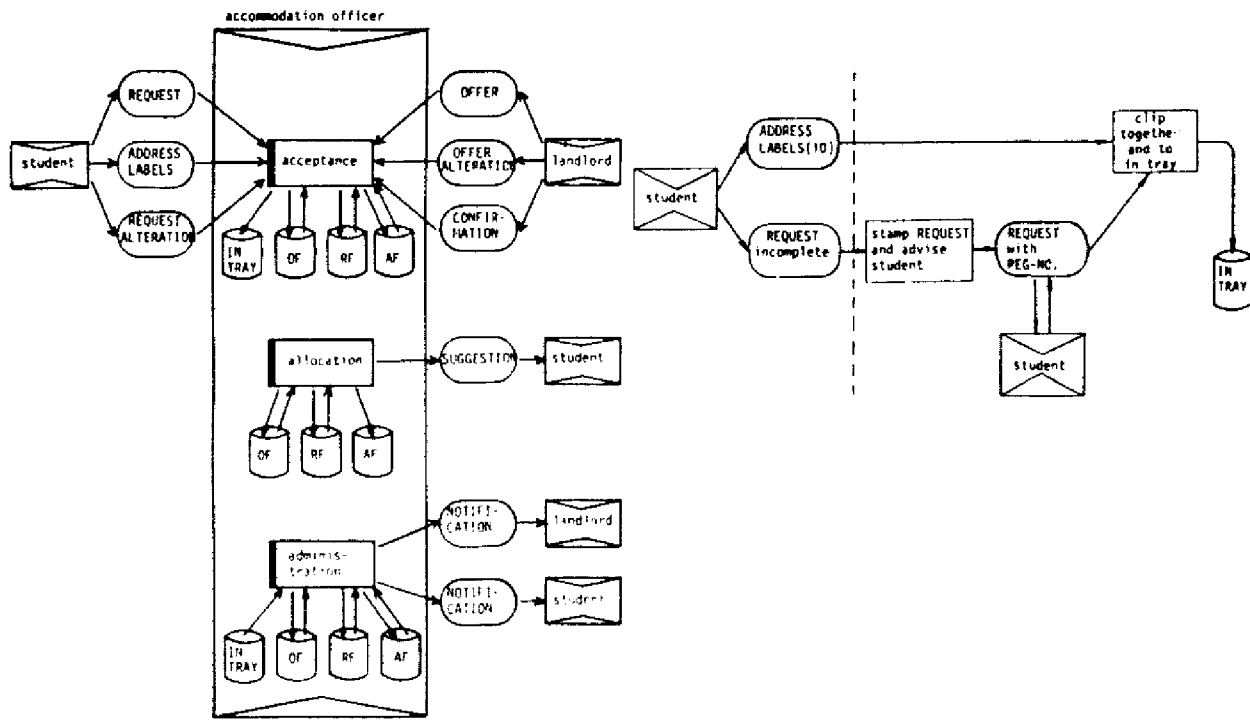 accommodation officer
REQUEST
student
ADDRESS
LABELS
REQUEST
ALTERATION
acceptance
OFFER
OFFER
ALTERATION
landlord
CONFIR-
MATION
IN
TRAY
OF
RF
AF
allocation
SUGGESTION
student
OF
RF
AF
adminis-
tration
NOTIFI-
CATION
landlord
NOTIFI-
CATION
student
IN
TRAY
OF
RF
AF
student
ADDRESS
LABELS(10)
REQUEST
incomplete
stamp REQUEST
and advise
student
REQUEST
with
PEG-NO.
student
clip
together
and to
in tray
IN
TRAY